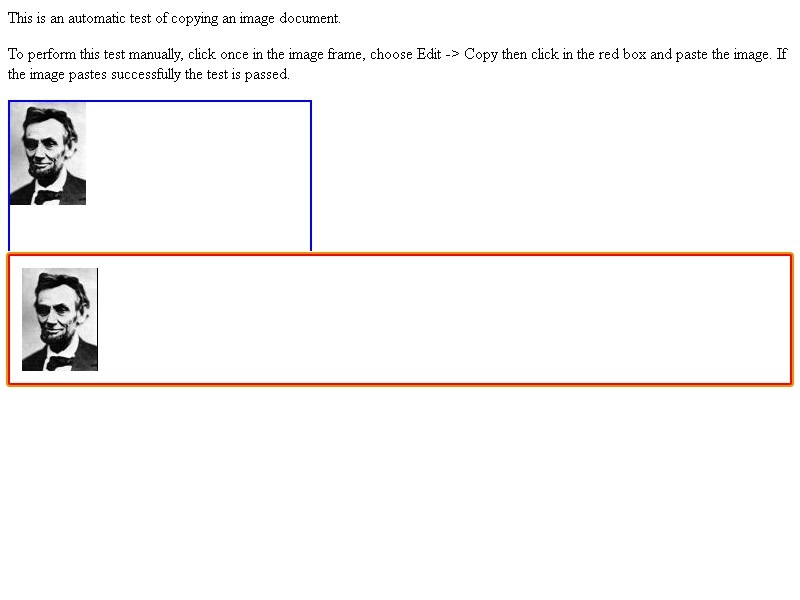 This is an automatic test of copying an image document.
To perform this test manually, click once in the image frame, choose Edit -> Copy then click in the red box and paste the image. If
the image pastes successfully the test is passed.